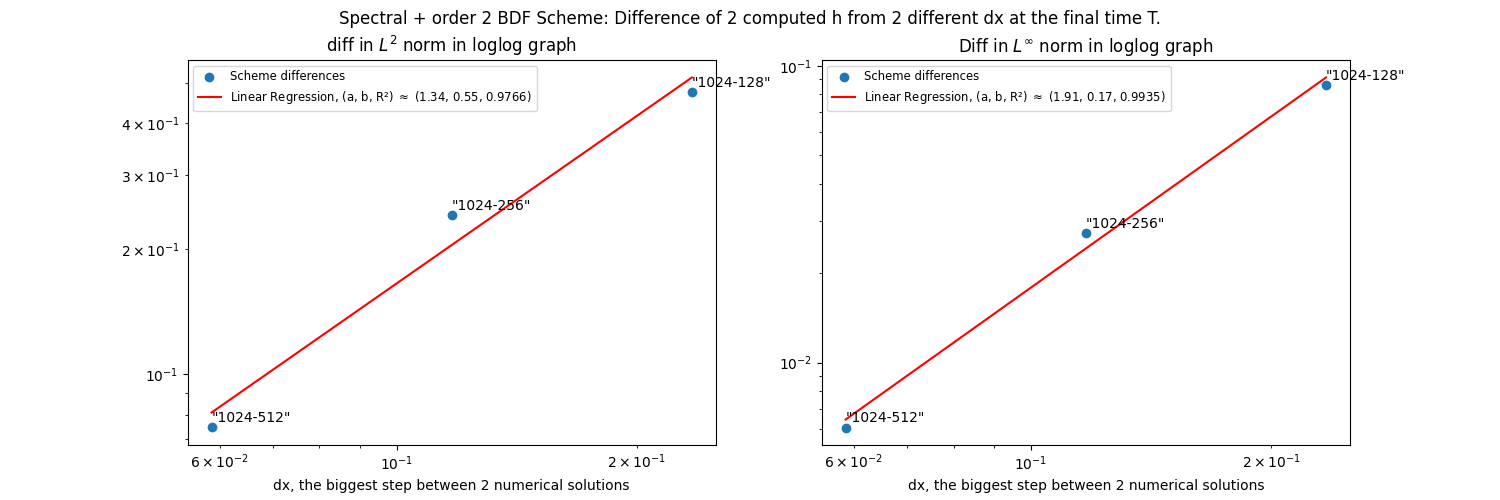 Spectral + order 2 BDF Scheme: Difference of 2 computed h from 2 different dx at the final time T.
diff in L² norm in loglog graph
Scheme differences
Linear Regression, (a, b, R²) ≈ (1.34, 0.55, 0.9766)
"1024-128"
"1024-256"
"1024-512"
4 × 10⁻¹
3 × 10⁻¹
2 × 10⁻¹
10⁻¹
6 × 10⁻²
10⁻¹
2 × 10⁻¹
dx, the biggest step between 2 numerical solutions
Diff in L∞ norm in loglog graph
Scheme differences
Linear Regression, (a, b, R²) ≈ (1.91, 0.17, 0.9935)
"1024-128"
"1024-256"
"1024-512"
10⁻¹
10⁻²
6 × 10⁻²
10⁻¹
2 × 10⁻¹
dx, the biggest step between 2 numerical solutions